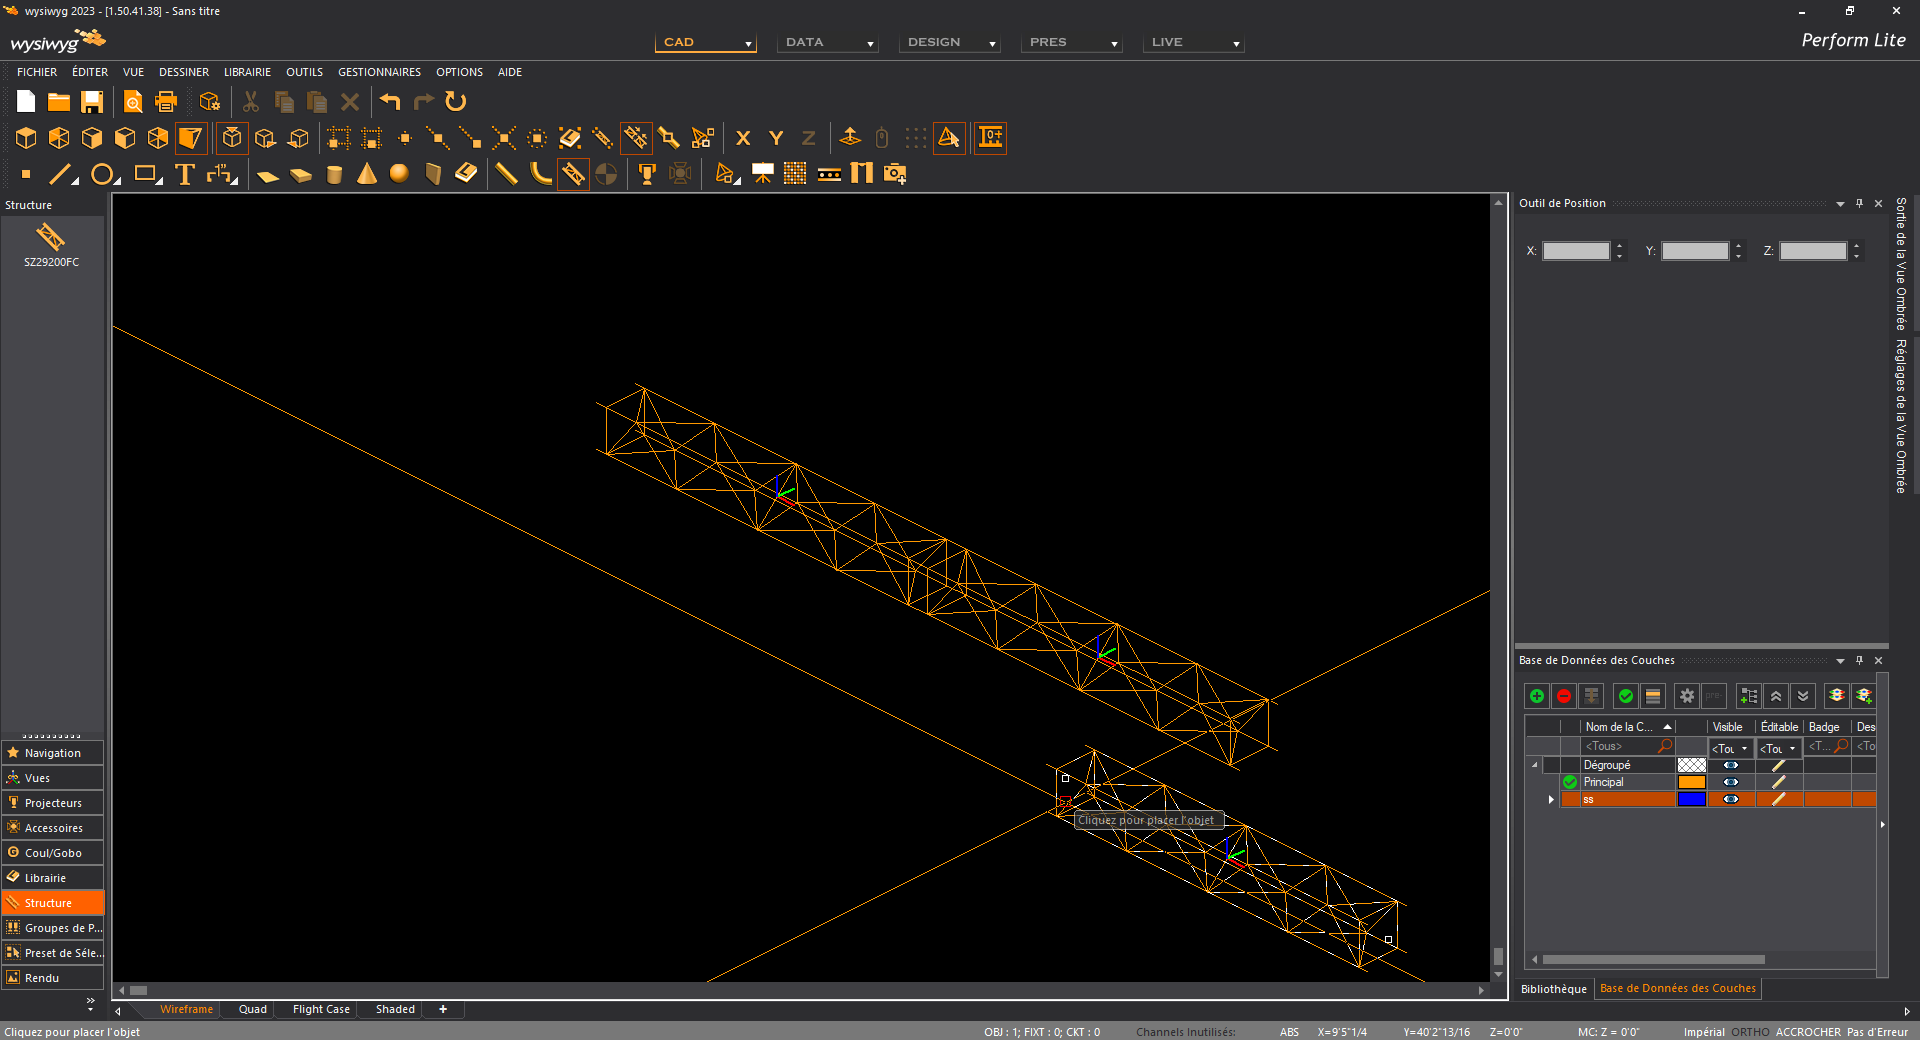 wysiwyg 2023 - [1.50.41.38] - Sans titre
wysiwyg
CAD
DATA
DESIGN
PRES
LIVE
Perform Lite
FICHIER ÉDITER VUE DESSINER LIBRAIRIE OUTILS GESTIONNAIRES OPTIONS AIDE
X Y Z
T
Structure
SZ29200FC
Outil de Position
X:
Y:
Z:
Sortie de la Vue Ombrée
Réglages de la Vue Ombrée
Base de Données des Couches
pre-
Nom de la C... Visible Éditable Badge Des
<Tous> <Tou <Tou <T... <To
Dégroupé
Principal
ss
Cliquez pour placer l'objet
Navigation
Vues
Projecteurs
Accessoires
Coul/Gobo
Librairie
Structure
Groupes de P...
Preset de Séle...
Rendu
Bibliothèque
Base de Données des Couches
Wireframe
Quad
Flight Case
Shaded
+
Cliquez pour placer l'objet
OBJ : 1; FIXT : 0; CKT : 0
Channels Inutilisés:
ABS
X=9'5"1/4
Y=40'2"13/16
Z=0'0"
MC: Z = 0'0"
Impérial
ORTHO
ACCROCHER
Pas d'Erreur